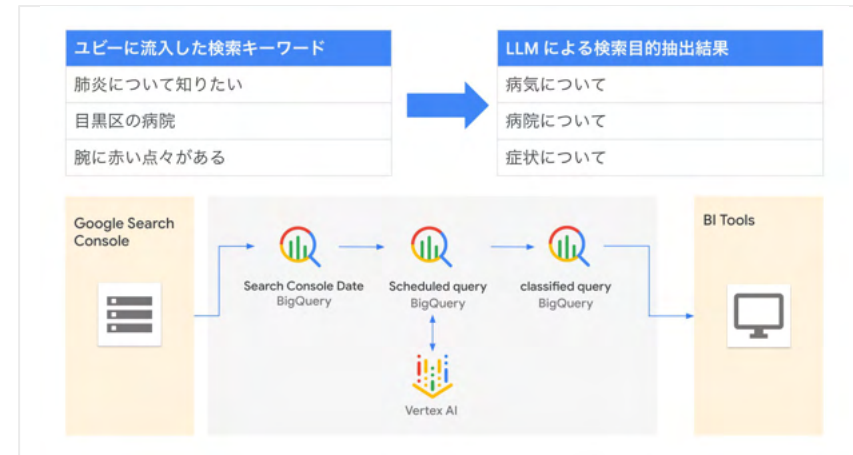 ユビーに流入した検索キーワード
肺炎について知りたい
目黒区の病院
腕に赤い点々がある
LLM による検索目的抽出結果
病気について
病院について
症状について
Google Search
Console
Search Console Date
BigQuery
Scheduled query
BigQuery
classified query
BigQuery
Vertex AI
BI Tools